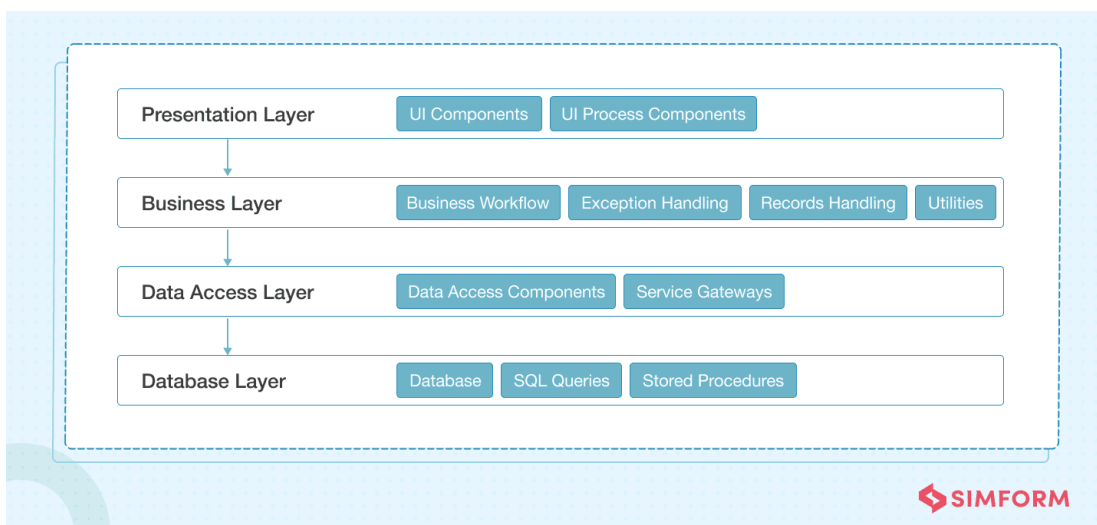 Presentation Layer UI Components UI Process Components
Business Layer Business Workflow Exception Handling Records Handling Utilities
Data Access Layer Data Access Components Service Gateways
Database Layer Database SQL Queries Stored Procedures
SIMFORM